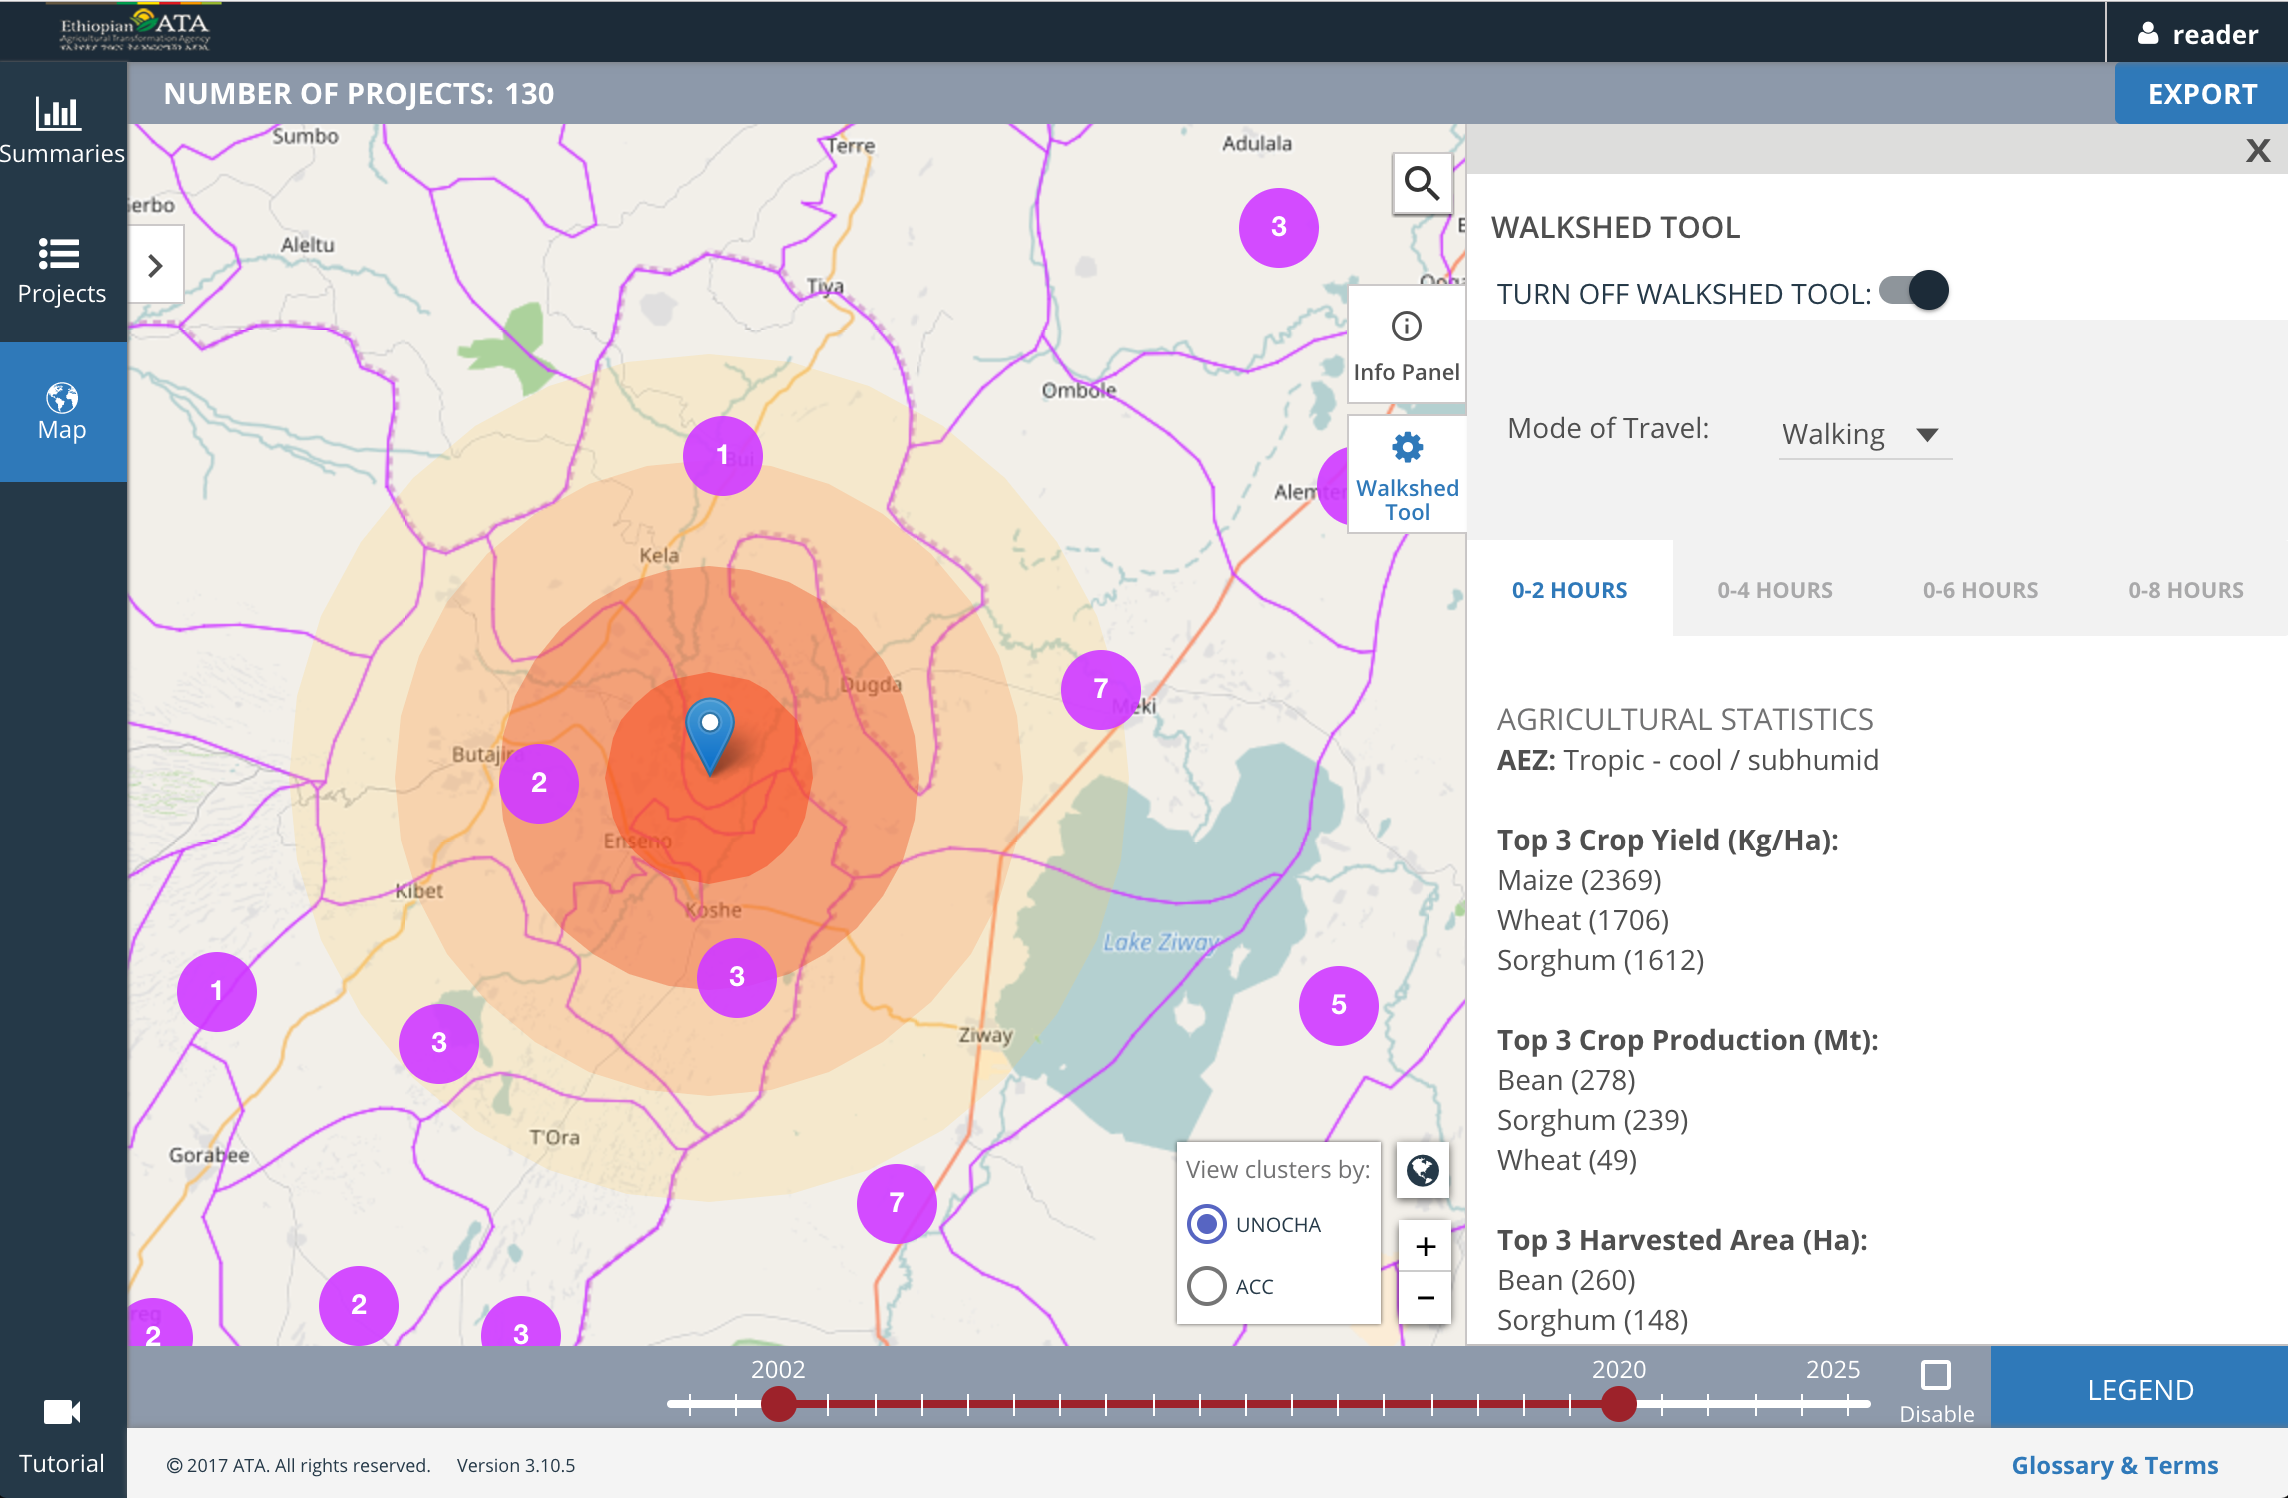 Ethiopian ATA
Agricultural Transformation Agency
reader
NUMBER OF PROJECTS: 130
EXPORT
Summaries
Projects
Map
Tutorial
Sumbo
Terre
Adulala
erbo
3
Aleltu
Tiya
Ombole
Info Panel
1
Bui
Alem
Walkshed
Tool
Kela
Dugda
7
Meki
Butajir
2
Enseno
Kibet
Koshe
Lake Ziway
3
1
5
3
Ziway
T'Ora
Gorabee
7
2
3
2
reg
View clusters by:
UNOCHA
ACC
+
−
X
WALKSHED TOOL
TURN OFF WALKSHED TOOL:
Mode of Travel:
Walking
0-2 HOURS
0-4 HOURS
0-6 HOURS
0-8 HOURS
AGRICULTURAL STATISTICS
AEZ: Tropic - cool / subhumid
Top 3 Crop Yield (Kg/Ha):
Maize (2369)
Wheat (1706)
Sorghum (1612)
Top 3 Crop Production (Mt):
Bean (278)
Sorghum (239)
Wheat (49)
Top 3 Harvested Area (Ha):
Bean (260)
Sorghum (148)
2002
2020
2025
Disable
LEGEND
© 2017 ATA. All rights reserved.
Version 3.10.5
Glossary & Terms